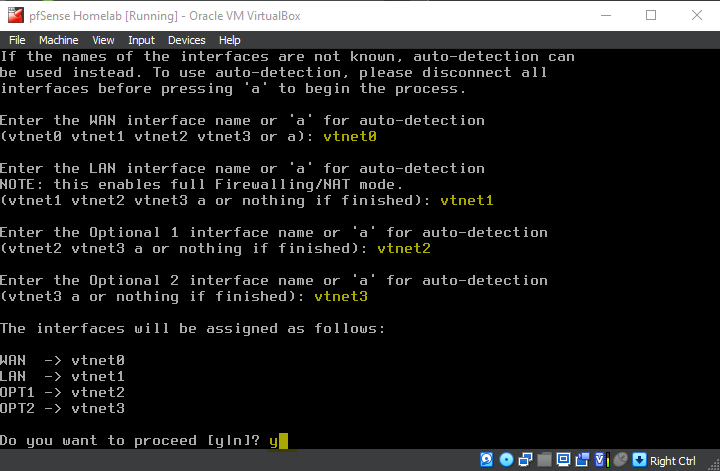 pfSense Homelab [Running] - Oracle VM VirtualBox
File Machine View Input Devices Help
If the names of the interfaces are not known, auto-detection can
be used instead. To use auto-detection, please disconnect all
interfaces before pressing 'a' to begin the process.
Enter the WAN interface name or 'a' for auto-detection
(vtnet0 vtnet1 vtnet2 vtnet3 or a): vtnet0
Enter the LAN interface name or 'a' for auto-detection
NOTE: this enables full Firewalling/NAT mode.
(vtnet1 vtnet2 vtnet3 a or nothing if finished): vtnet1
Enter the Optional 1 interface name or 'a' for auto-detection
(vtnet2 vtnet3 a or nothing if finished): vtnet2
Enter the Optional 2 interface name or 'a' for auto-detection
(vtnet3 a or nothing if finished): vtnet3
The interfaces will be assigned as follows:
WAN -> vtnet0
LAN -> vtnet1
OPT1 -> vtnet2
OPT2 -> vtnet3
Do you want to proceed [y|n]? y
Right Ctrl